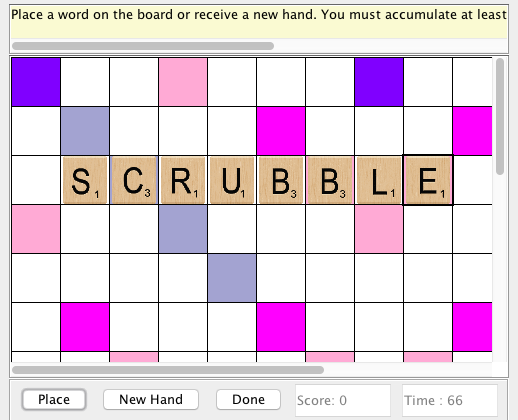 Place a word on the board or receive a new hand. You must accumulate at least
S1 C3 R1 U1 B3 B3 L1 E1
Place New Hand Done Score: 0 Time : 66